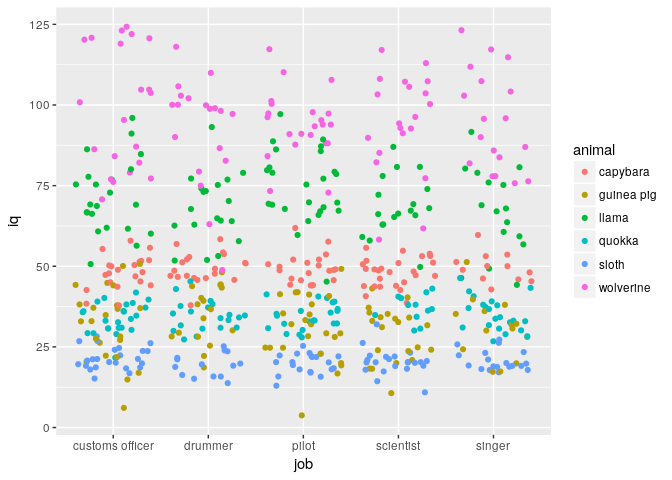 125
100
75
50
25
0
iq
customs officer
drummer
pilot
scientist
singer
job
animal
capybara
guinea pig
llama
quokka
sloth
wolverine